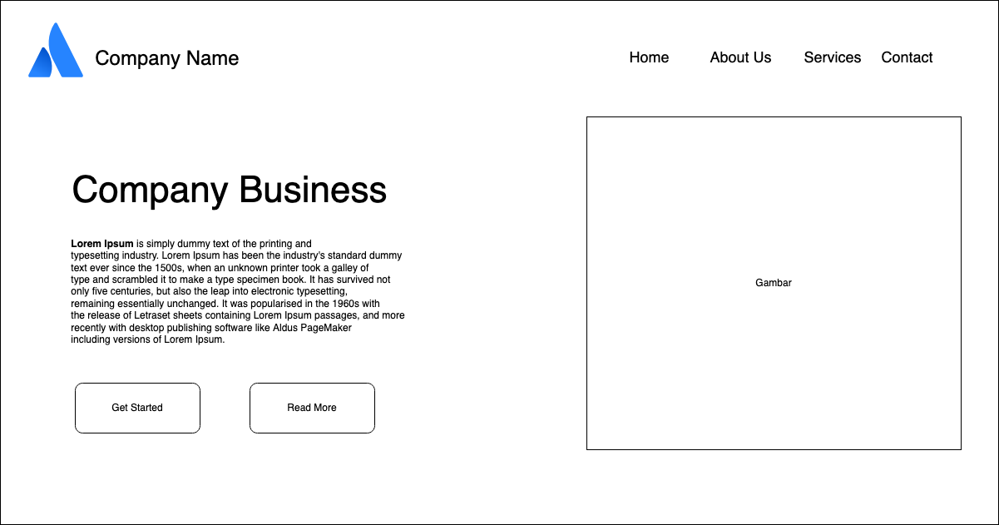 Company Name
Home About Us Services Contact
Company Business
Lorem Ipsum is simply dummy text of the printing and
typesetting industry. Lorem Ipsum has been the industry's standard dummy
text ever since the 1500s, when an unknown printer took a galley of
type and scrambled it to make a type specimen book. It has survived not
only five centuries, but also the leap into electronic typesetting,
remaining essentially unchanged. It was popularised in the 1960s with
the release of Letraset sheets containing Lorem Ipsum passages, and more
recently with desktop publishing software like Aldus PageMaker
including versions of Lorem Ipsum.
Get Started
Read More
Gambar